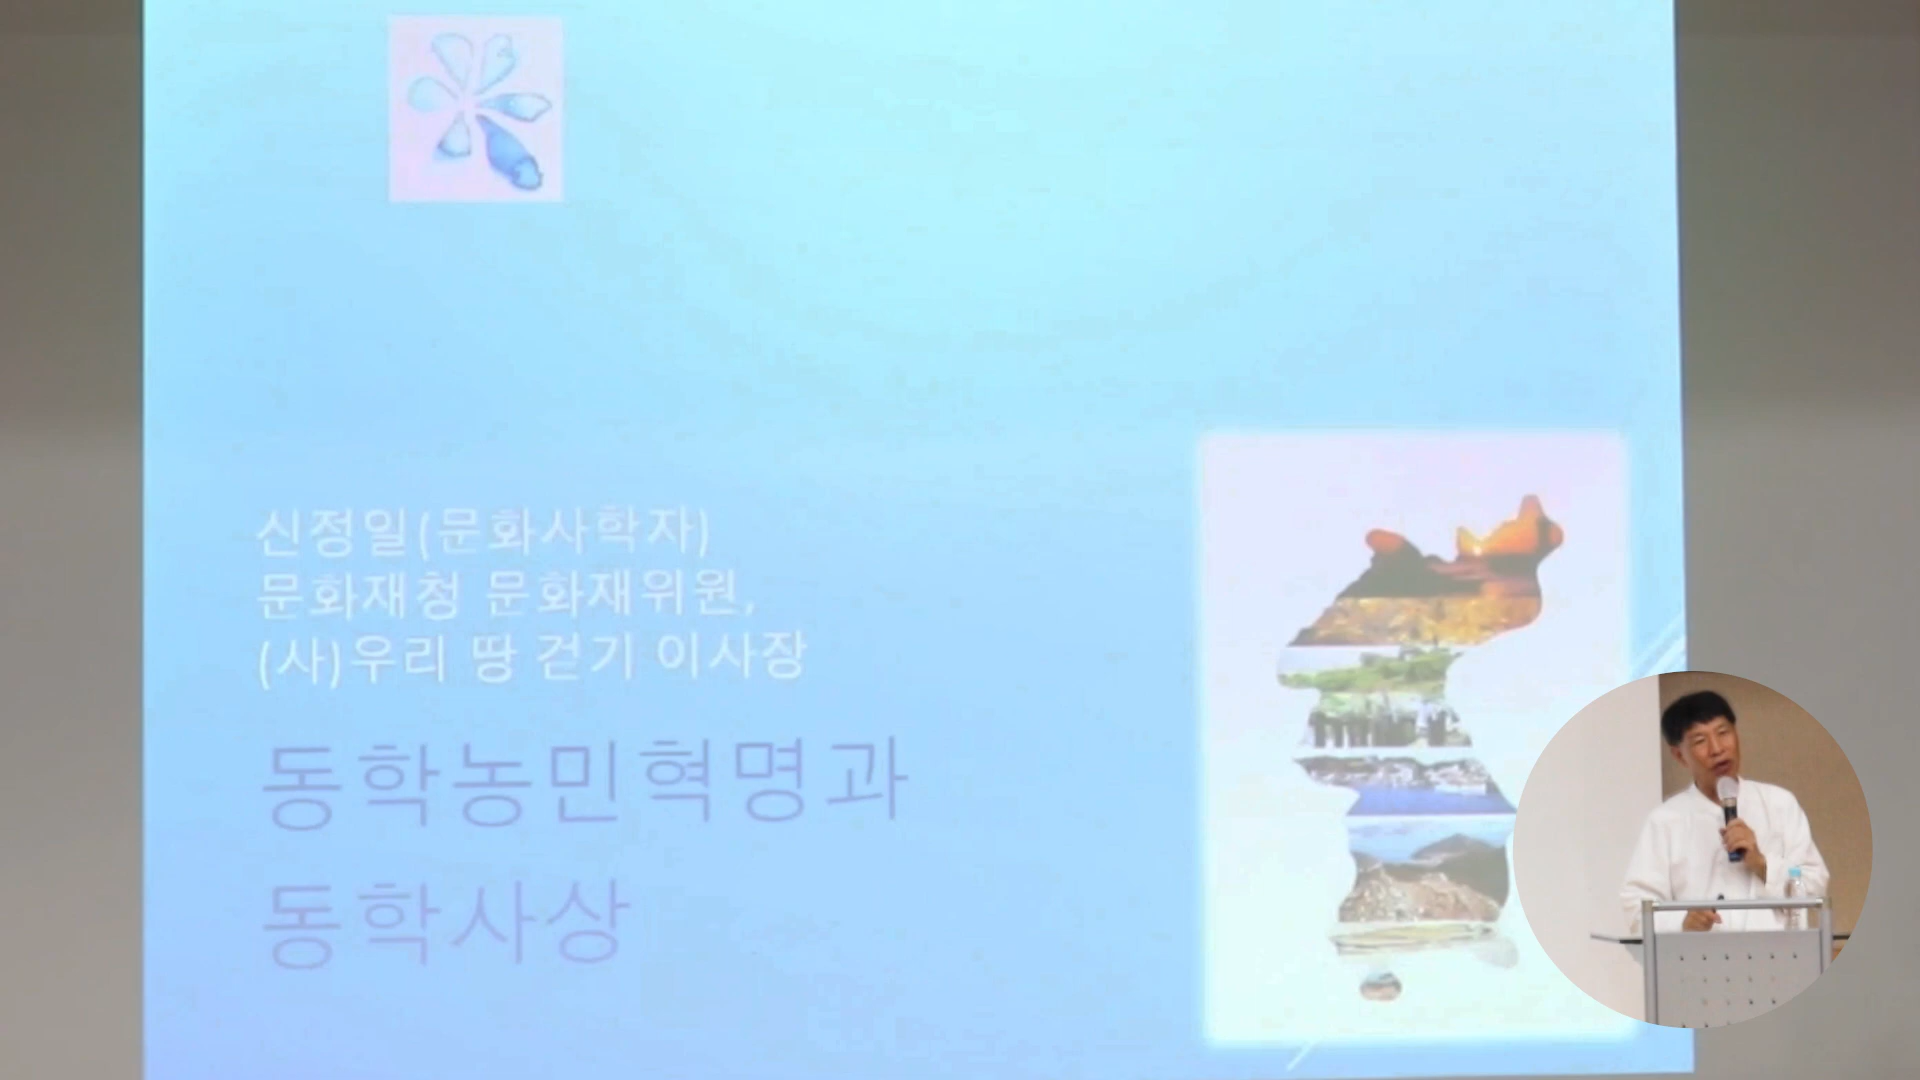 신정일(문화사학자)
문화재청 문화재위원,
(사)우리 땅 걷기 이사장
동학농민혁명과
동학사상